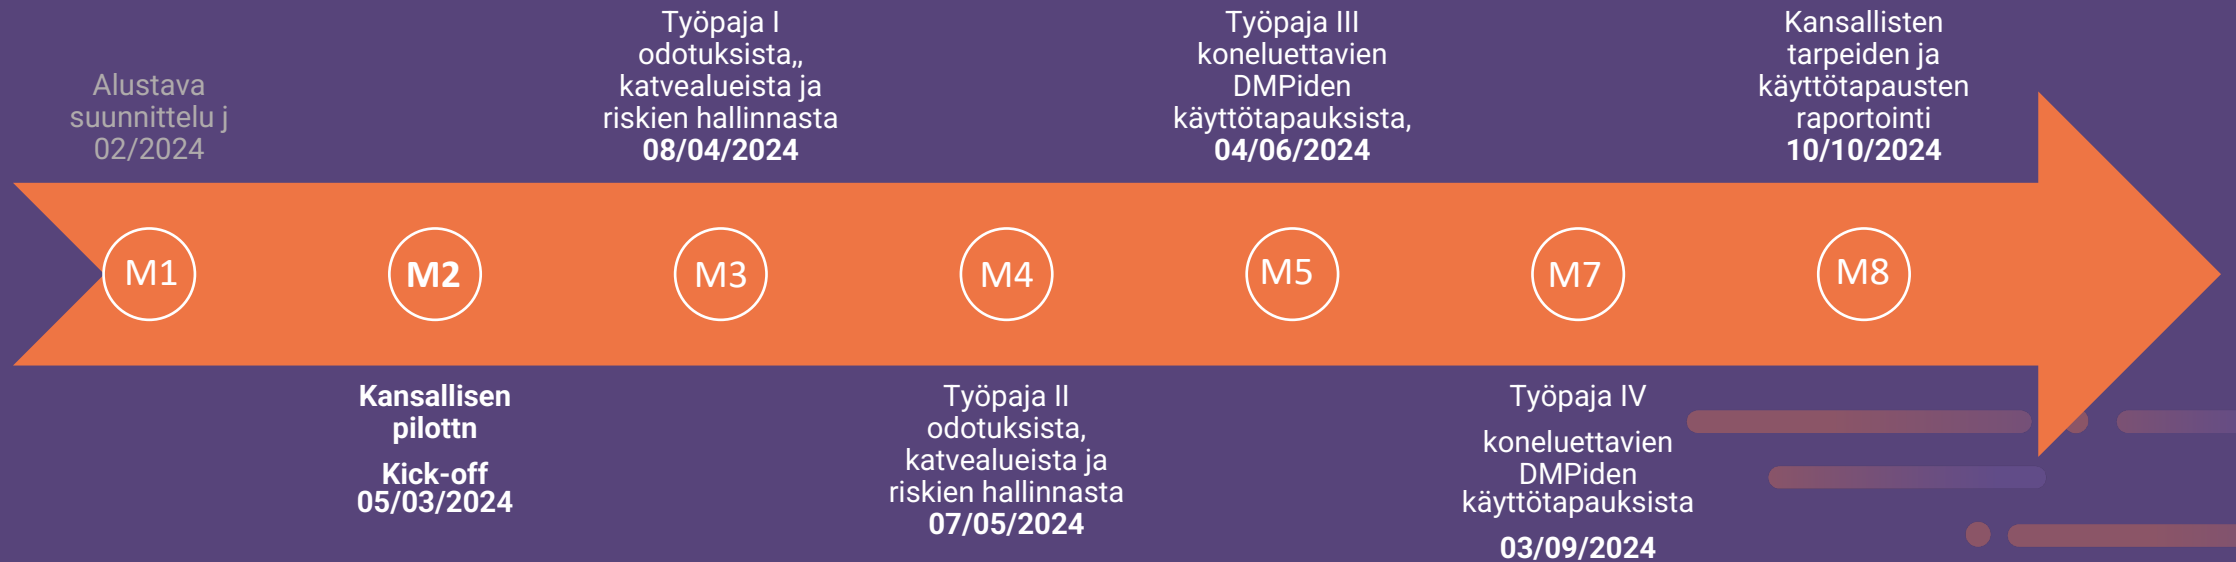 Alustava
suunnittelu j
02/2024
Työpaja I
odotuksista,,
katvealueista ja
riskien hallinnasta
08/04/2024
Työpaja III
koneluettavien
DMPiden
käyttötapauksista,
04/06/2024
Kansallisten
tarpeiden ja
käyttötapausten
raportointi
10/10/2024
M1
M2
M3
M4
M5
M7
M8
Kansallisen
pilottn
Kick-off
05/03/2024
Työpaja II
odotuksista,
katvealueista ja
riskien hallinnasta
07/05/2024
Työpaja IV
koneluettavien
DMPiden
käyttötapauksista
03/09/2024